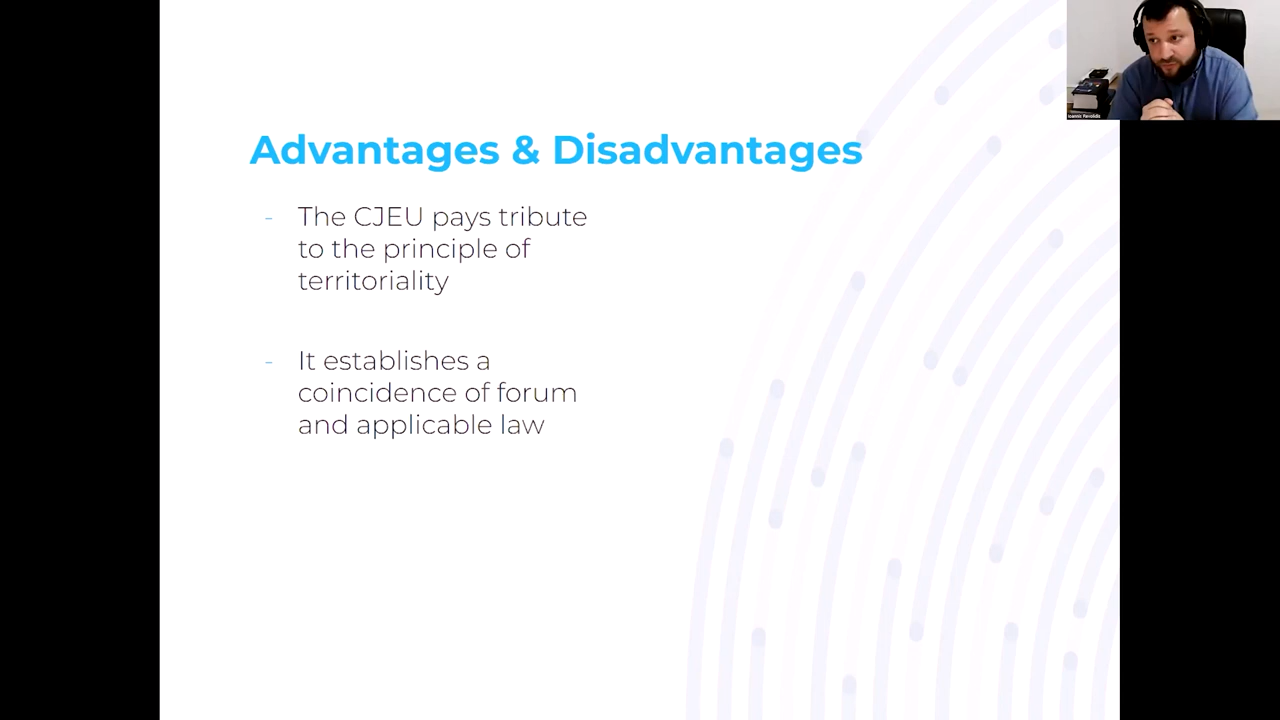 Advantages & Disadvantages
- The CJEU pays tribute
to the principle of
territoriality
- It establishes a
coincidence of forum
and applicable law